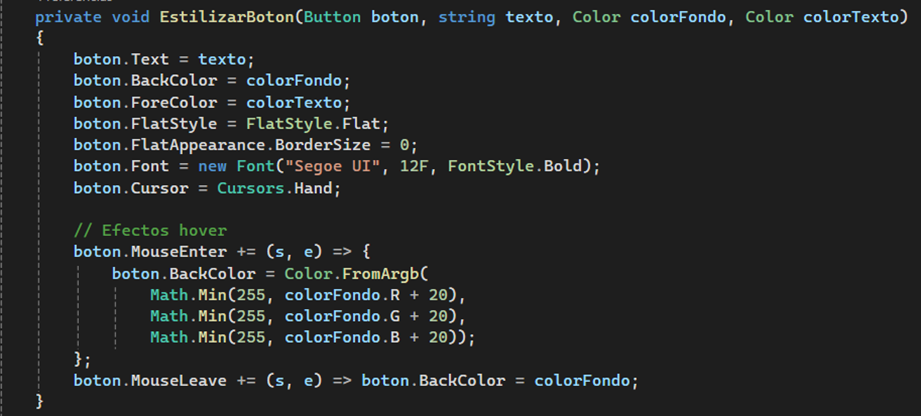 private void EstilizarBoton(Button boton, string texto, Color colorFondo, Color colorTexto)
{
boton.Text = texto;
boton.BackColor = colorFondo;
boton.ForeColor = colorTexto;
boton.FlatStyle = FlatStyle.Flat;
boton.FlatAppearance.BorderSize = 0;
boton.Font = new Font("Segoe UI", 12F, FontStyle.Bold);
boton.Cursor = Cursors.Hand;
// Efectos hover
boton.MouseEnter += (s, e) => {
boton.BackColor = Color.FromArgb(
Math.Min(255, colorFondo.R + 20),
Math.Min(255, colorFondo.G + 20),
Math.Min(255, colorFondo.B + 20));
};
boton.MouseLeave += (s, e) => boton.BackColor = colorFondo;
}